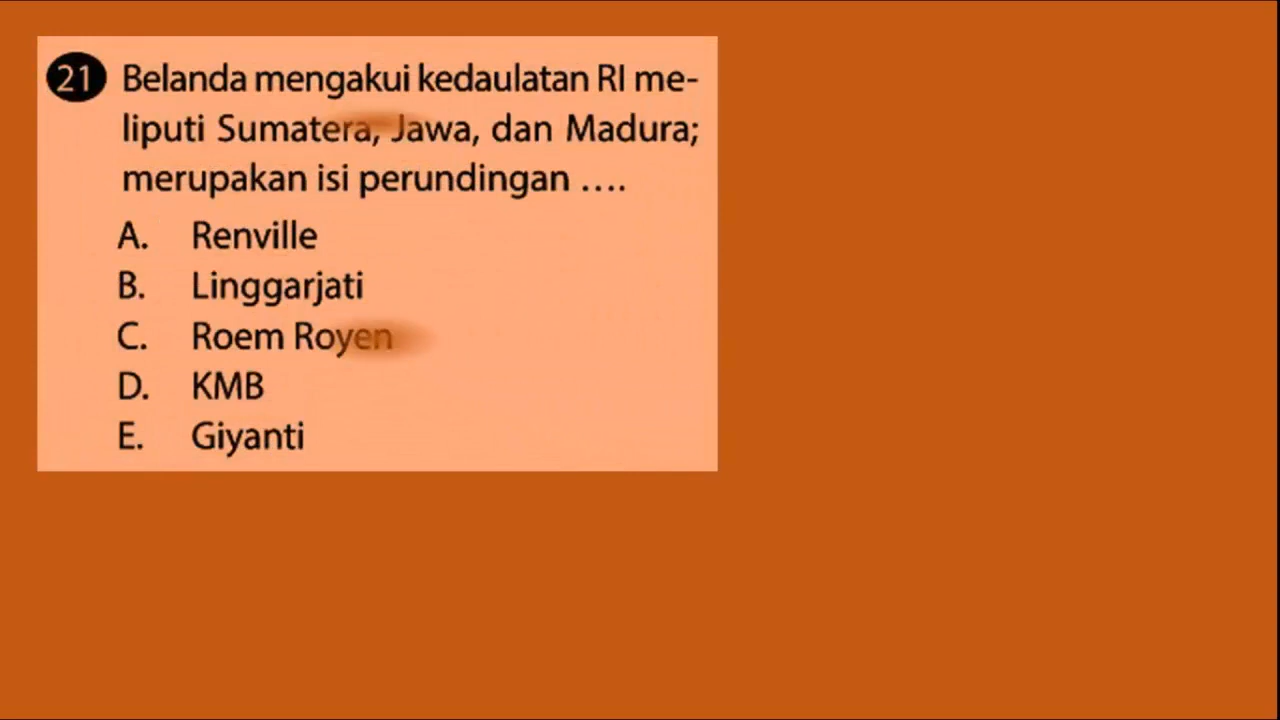 21 Belanda mengakui kedaulatan RI me-
liputi Sumatera, Jawa, dan Madura;
merupakan isi perundingan ....
A. Renville
B. Linggarjati
C. Roem Royen
D. KMB
E. Giyanti